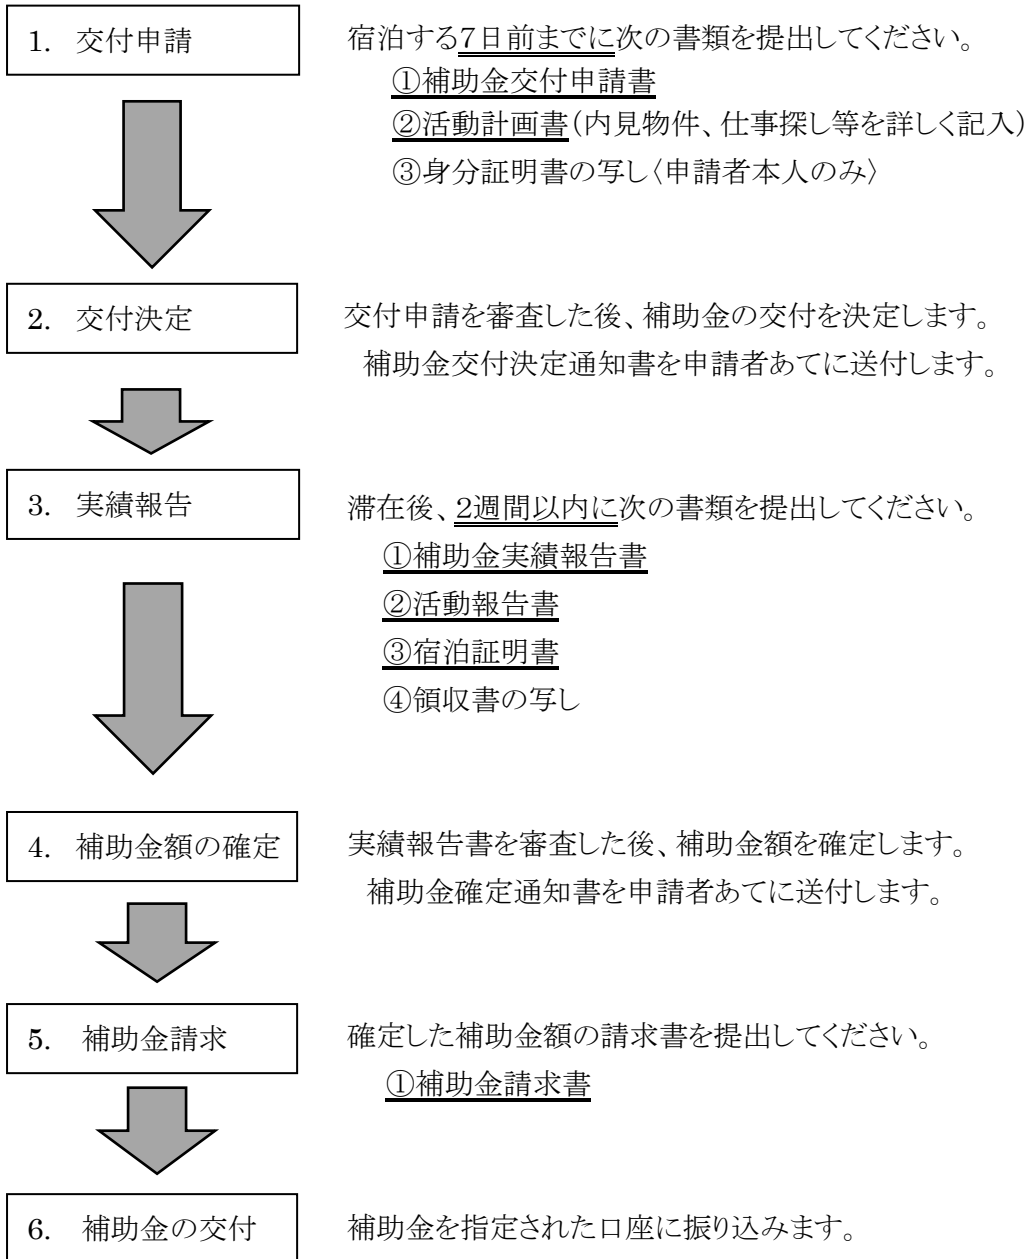 1. 交付申請
宿泊する7日前までに次の書類を提出してください。
①補助金交付申請書
②活動計画書(内見物件、仕事探し等を詳しく記入)
③身分証明書の写し〈申請者本人のみ〉
2. 交付決定
交付申請を審査した後、補助金の交付を決定します。
補助金交付決定通知書を申請者あてに送付します。
3. 実績報告
滞在後、2週間以内に次の書類を提出してください。
①補助金実績報告書
②活動報告書
③宿泊証明書
④領収書の写し
4. 補助金額の確定
実績報告書を審査した後、補助金額を確定します。
補助金確定通知書を申請者あてに送付します。
5. 補助金請求
確定した補助金額の請求書を提出してください。
①補助金請求書
6. 補助金の交付
補助金を指定された口座に振り込みます。